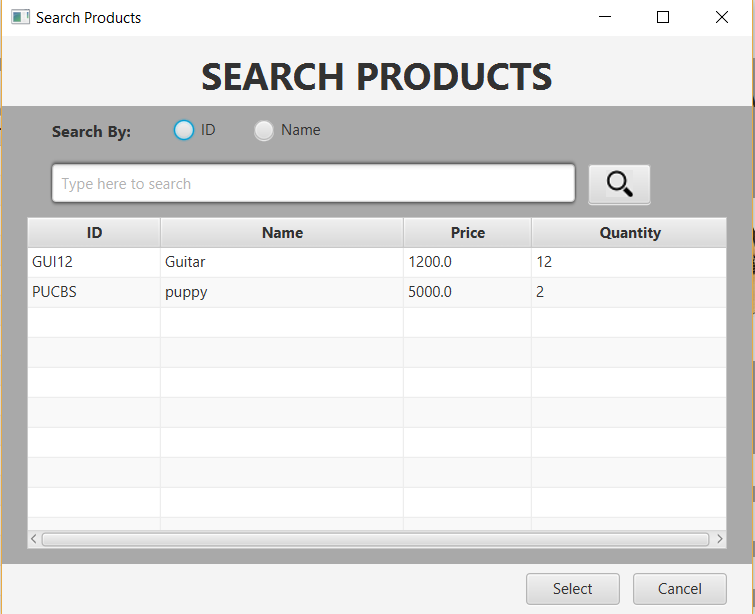 Search Products
SEARCH PRODUCTS
Search By: ID Name
Type here to search
ID Name Price Quantity
GUI12 Guitar 1200.0 12
PUCBS puppy 5000.0 2
Select Cancel